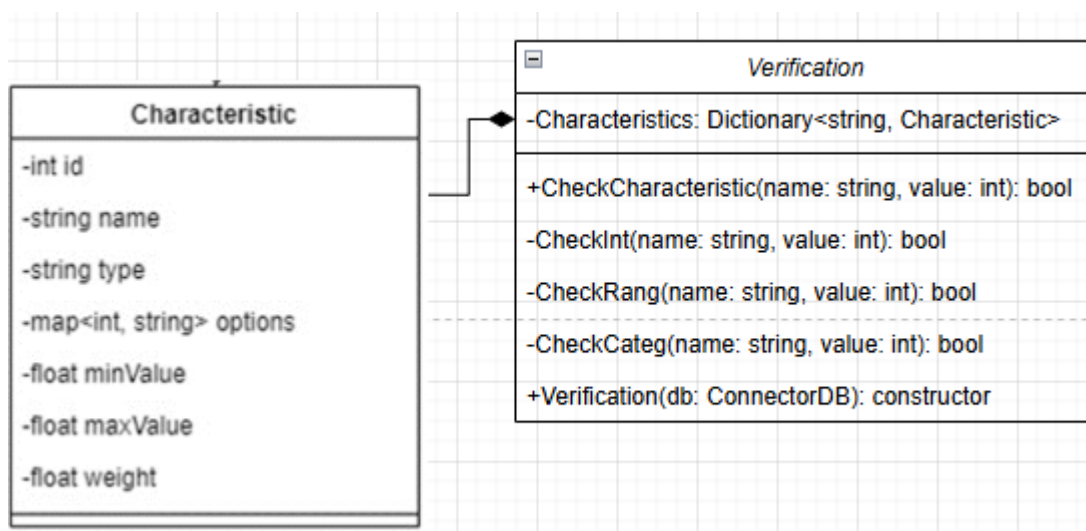 Characteristic
-int id
-string name
-string type
-map<int, string> options
-float minValue
-float maxValue
-float weight
Verification
-Characteristics: Dictionary<string, Characteristic>
+CheckCharacteristic(name: string, value: int): bool
-CheckInt(name: string, value: int): bool
-CheckRang(name: string, value: int): bool
-CheckCateg(name: string, value: int): bool
+Verification(db: ConnectorDB): constructor